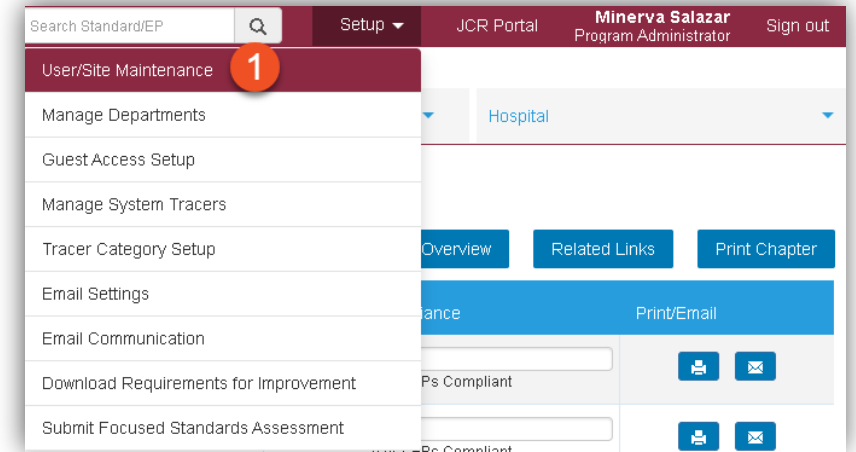 Search Standard/EP
Setup
JCR Portal
Minerva Salazar
Program Administrator
Sign out
User/Site Maintenance
1
Manage Departments
Hospital
Guest Access Setup
Manage System Tracers
Tracer Category Setup
Overview
Related Links
Print Chapter
Email Settings
iance
Print/Email
Email Communication
Download Requirements for Improvement
Ps Compliant
Submit Focused Standards Assessment
EPs Compliant